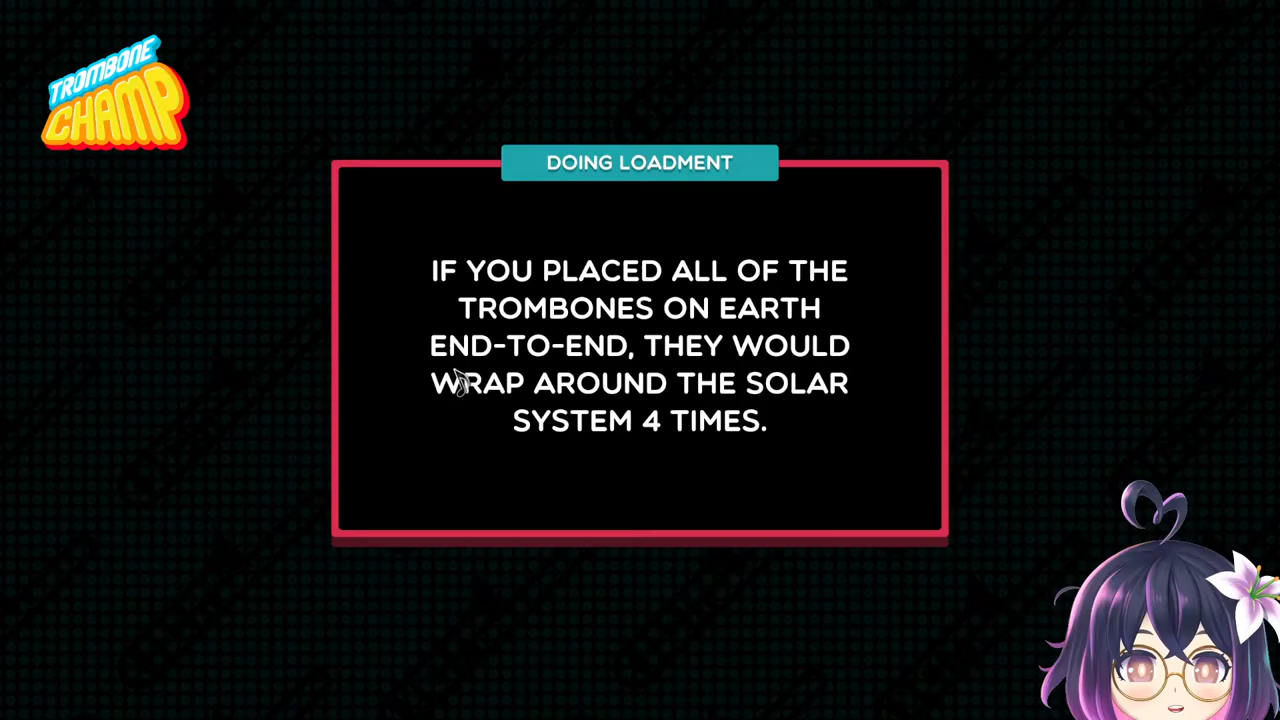 TROMBONE
CHAMP
DOING LOADMENT
IF YOU PLACED ALL OF THE
TROMBONES ON EARTH
END-TO-END, THEY WOULD
WRAP AROUND THE SOLAR
SYSTEM 4 TIMES.